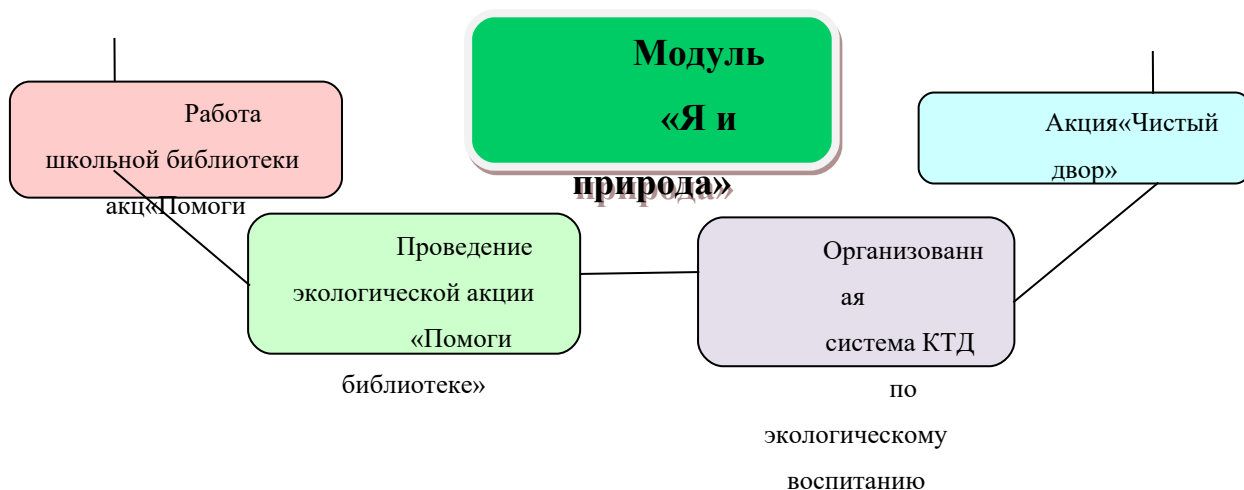 Модуль
«Я и
природа»
Работа
школьной библиотеки
акц«Помоги
Акция«Чистый
двор»
Проведение
экологической акции
«Помоги
библиотеке»
Организованн
ая
система КТД
по
экологическому
воспитанию